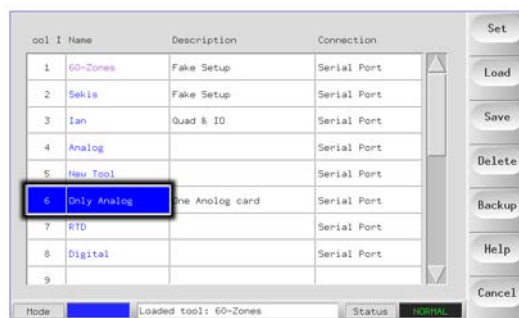 ool I Name Description Connection
1 60-Zones Fake Setup Serial Port
2 Sekis Fake Setup Serial Port
3 Ian Quad & IO Serial Port
4 Analog Serial Port
5 New Tool Serial Port
6 Only Analog One Anolog card Serial Port
7 RTD Serial Port
8 Digital Serial Port
9
Set
Load
Save
Delete
Backup
Help
Cancel
Mode Loaded tool: 60-Zones Status NORMAL